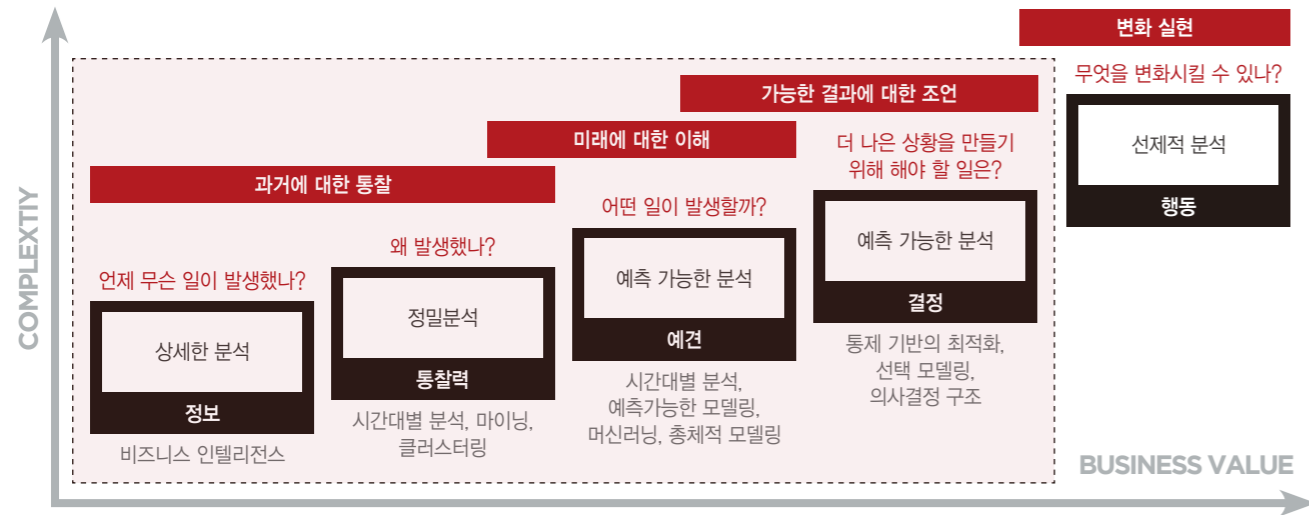 변화 실현
무엇을 변화시킬 수 있나?
선제적 분석
행동
가능한 결과에 대한 조언
더 나은 상황을 만들기
위해 해야 할 일은?
예측 가능한 분석
결정
통제 기반의 최적화,
선택 모델링,
의사결정 구조
미래에 대한 이해
어떤 일이 발생할까?
예측 가능한 분석
예견
시간대별 분석,
예측가능한 모델링,
머신러닝, 총체적 모델링
과거에 대한 통찰
왜 발생했나?
정밀분석
통찰력
시간대별 분석, 마이닝,
클러스터링
언제 무슨 일이 발생했나?
상세한 분석
정보
비즈니스 인텔리전스
COMPLEXTIY
BUSINESS VALUE